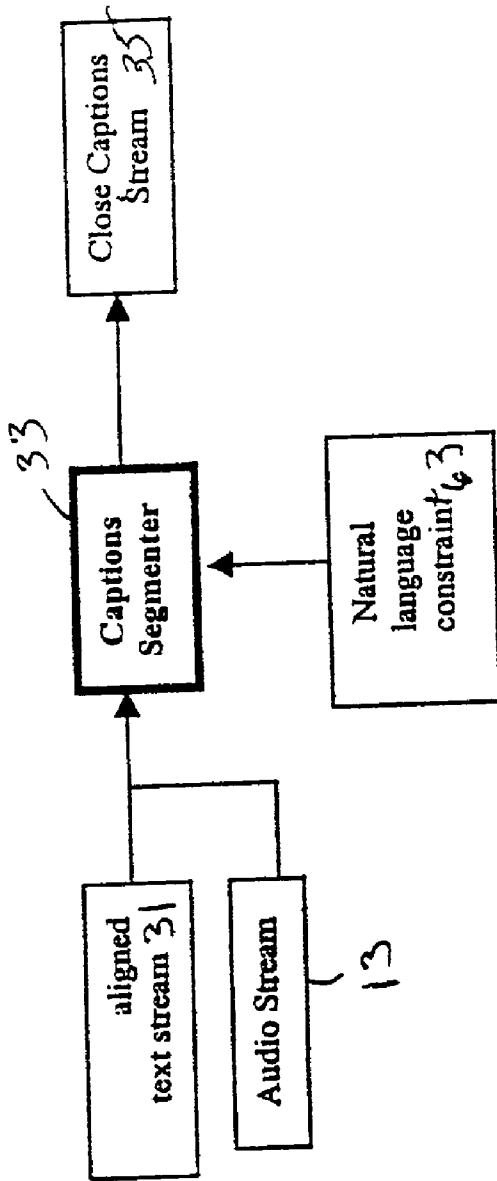 aligned
text stream 31
Audio Stream
13
33
Captions
Segmenter
Natural
language
constraint 63
Close Captions
Stream 35